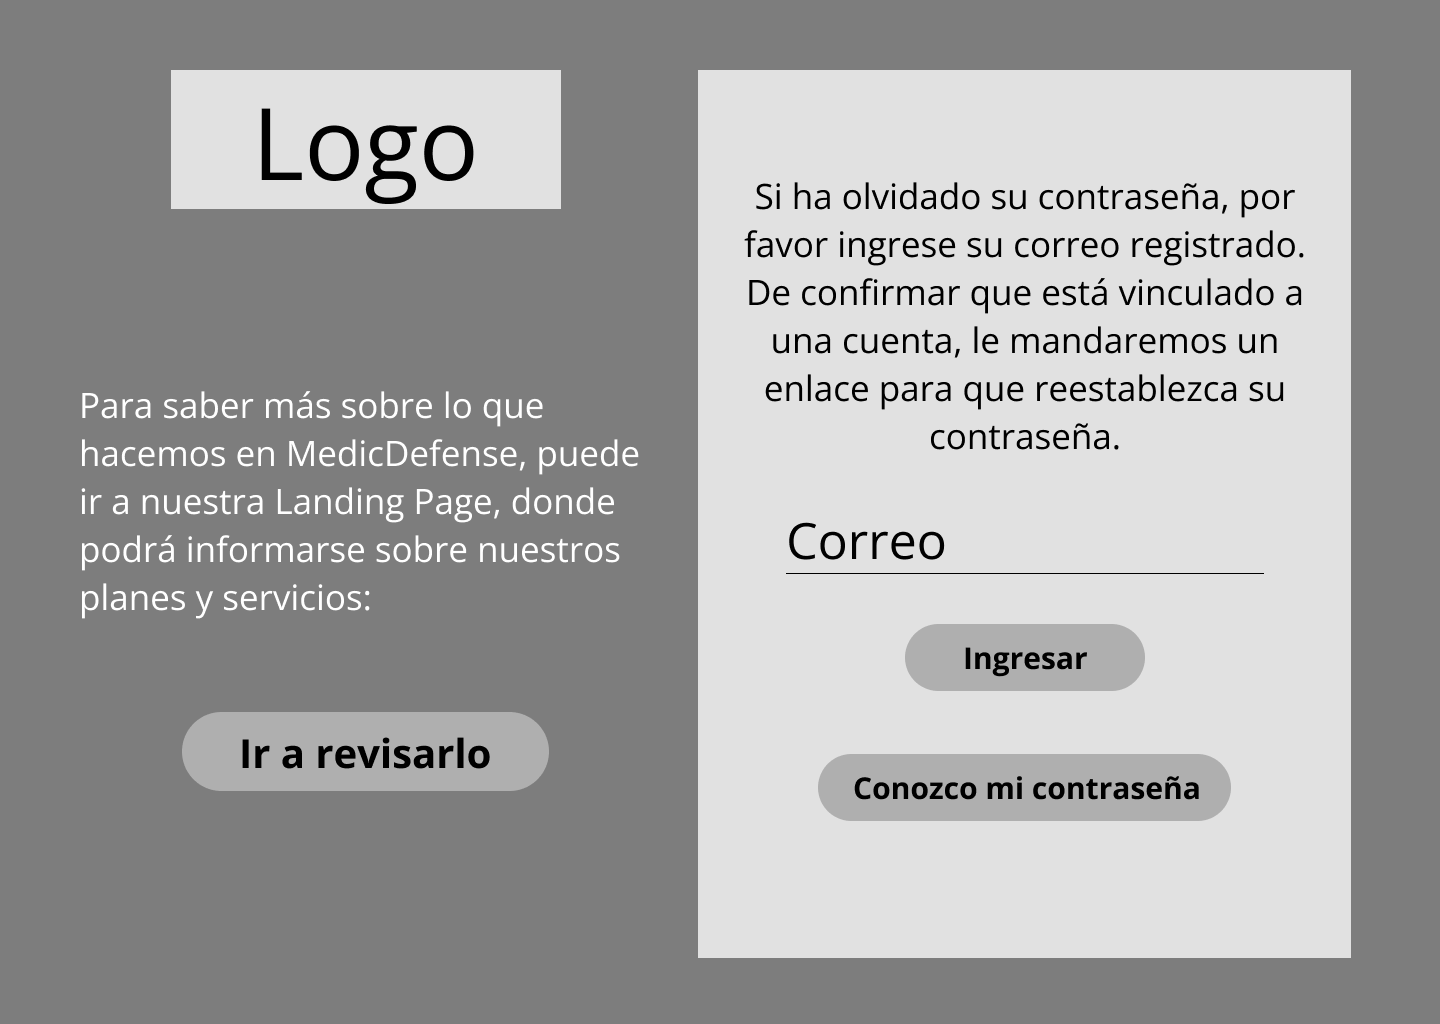 Logo
Para saber más sobre lo que
hacemos en MedicDefense, puede
ir a nuestra Landing Page, donde
podrá informarse sobre nuestros
planes y servicios:
Ir a revisarlo
Si ha olvidado su contraseña, por
favor ingrese su correo registrado.
De confirmar que está vinculado a
una cuenta, le mandaremos un
enlace para que reestablezca su
contraseña.
Correo
Ingresar
Conozco mi contraseña